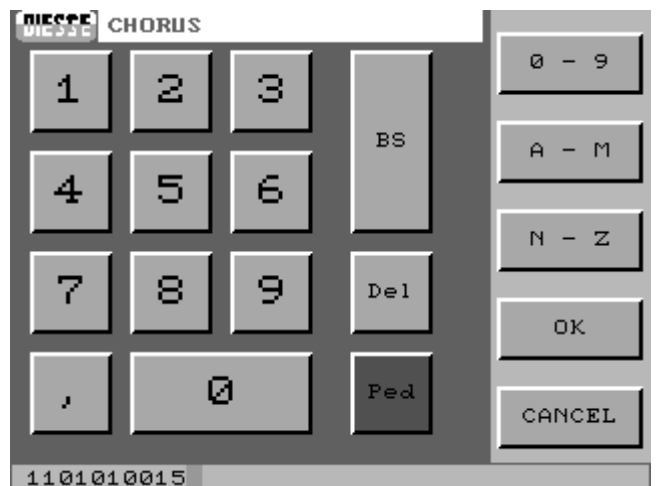 DIESSE CHORUS
1 2 3 BS
4 5 6
7 8 9 Del
, 0 Ped
0 - 9
A - M
N - Z
OK
CANCEL
1101010015